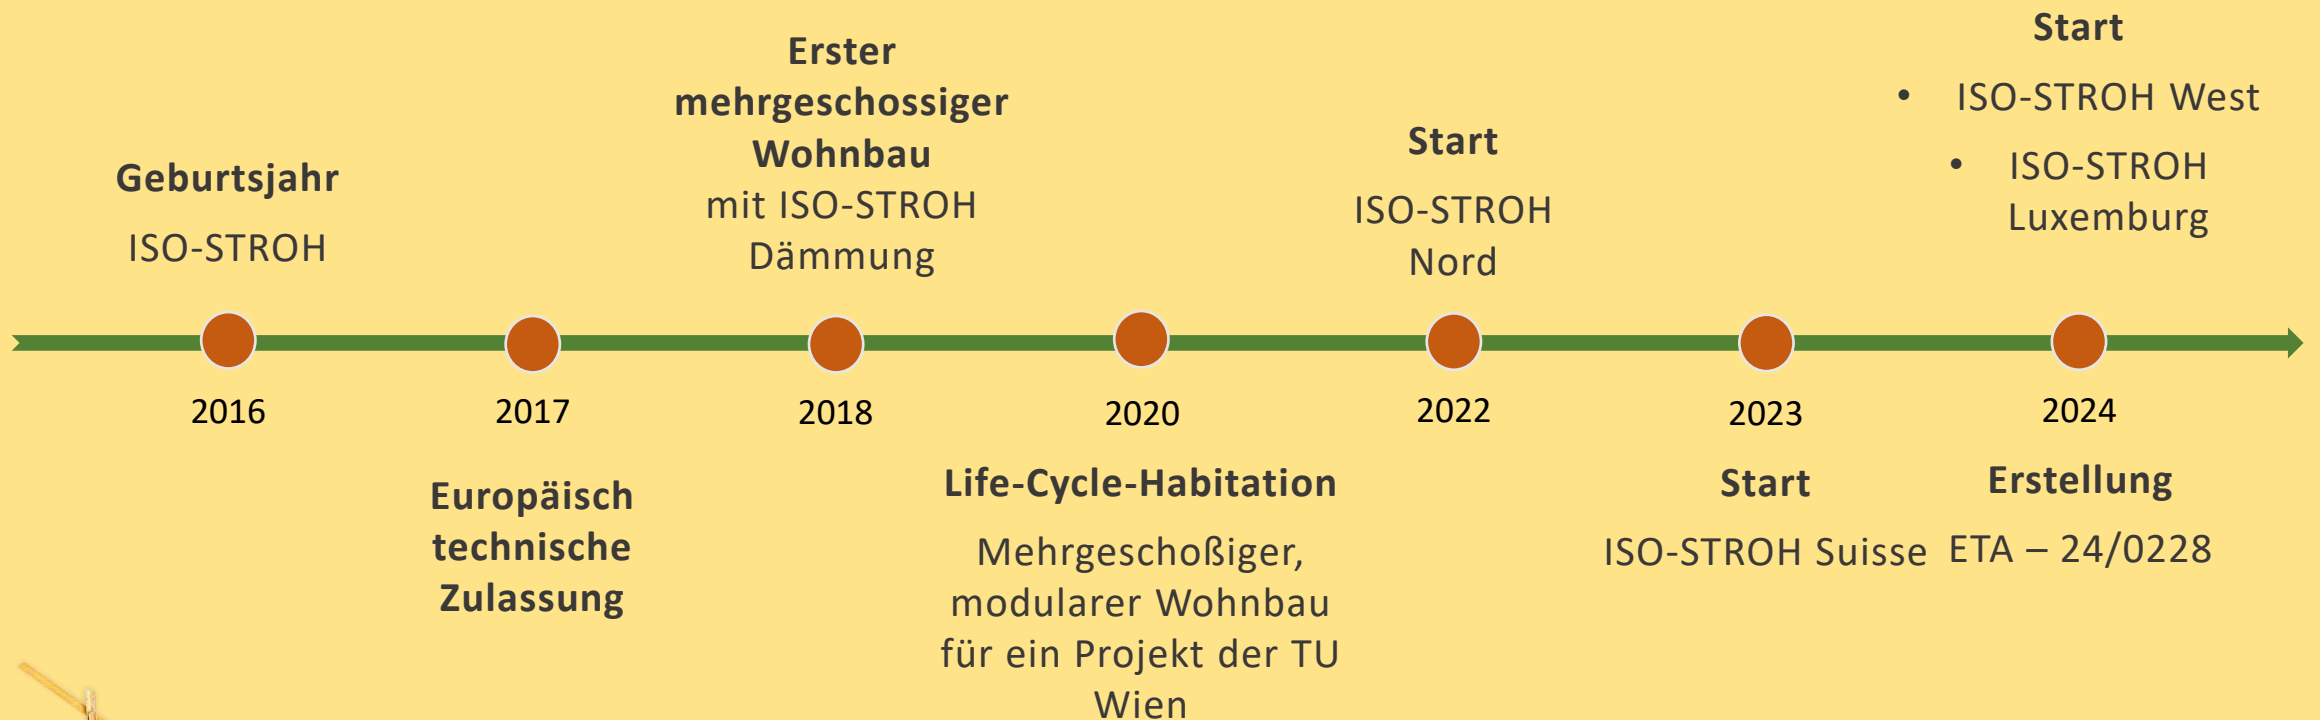 Geburtsjahr
ISO-STROH
2016
2017
Europäisch
technische
Zulassung
Erster
mehrgeschossiger
Wohnbau
mit ISO-STROH
Dämmung
2018
2020
Life-Cycle-Habitation
Mehrgeschoßiger,
modularer Wohnbau
für ein Projekt der TU
Wien
Start
ISO-STROH
Nord
2022
2023
Start
ISO-STROH Suisse
Start
• ISO-STROH West
• ISO-STROH
Luxemburg
2024
Erstellung
ETA – 24/0228